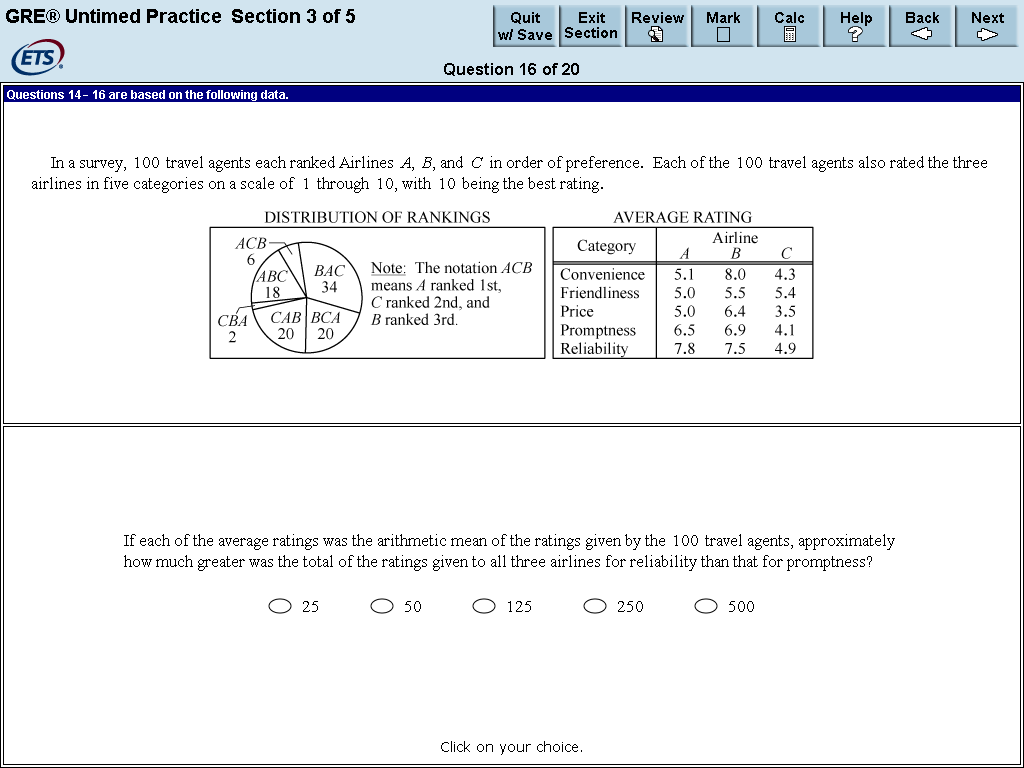 GRE® Untimed Practice Section 3 of 5
Quit w/ Save
Exit Section
Review
Mark
Calc
Help
Back
Next
ETS®
Question 16 of 20
Questions 14 - 16 are based on the following data.
In a survey, 100 travel agents each ranked Airlines A, B, and C in order of preference. Each of the 100 travel agents also rated the three
airlines in five categories on a scale of 1 through 10, with 10 being the best rating.
DISTRIBUTION OF RANKINGS
ACB
6
ABC
18
BAC
34
CBA
2
CAB
20
BCA
20
Note: The notation ACB
means A ranked 1st,
C ranked 2nd, and
B ranked 3rd.
AVERAGE RATING
Category
Airline
A B C
Convenience 5.1 8.0 4.3
Friendliness 5.0 5.5 5.4
Price 5.0 6.4 3.5
Promptness 6.5 6.9 4.1
Reliability 7.8 7.5 4.9
If each of the average ratings was the arithmetic mean of the ratings given by the 100 travel agents, approximately
how much greater was the total of the ratings given to all three airlines for reliability than that for promptness?
25 50 125 250 500
Click on your choice.